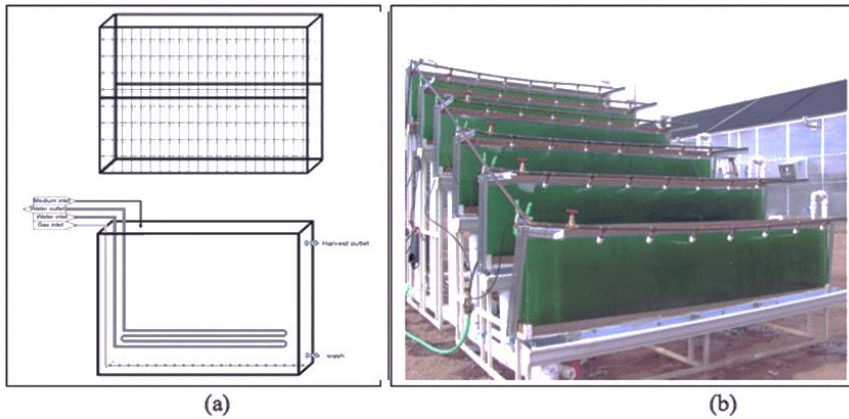 Medium inlet
Water outlet
Water inlet
Gas inlet
Harvest outlet
wash
(a)
(b)